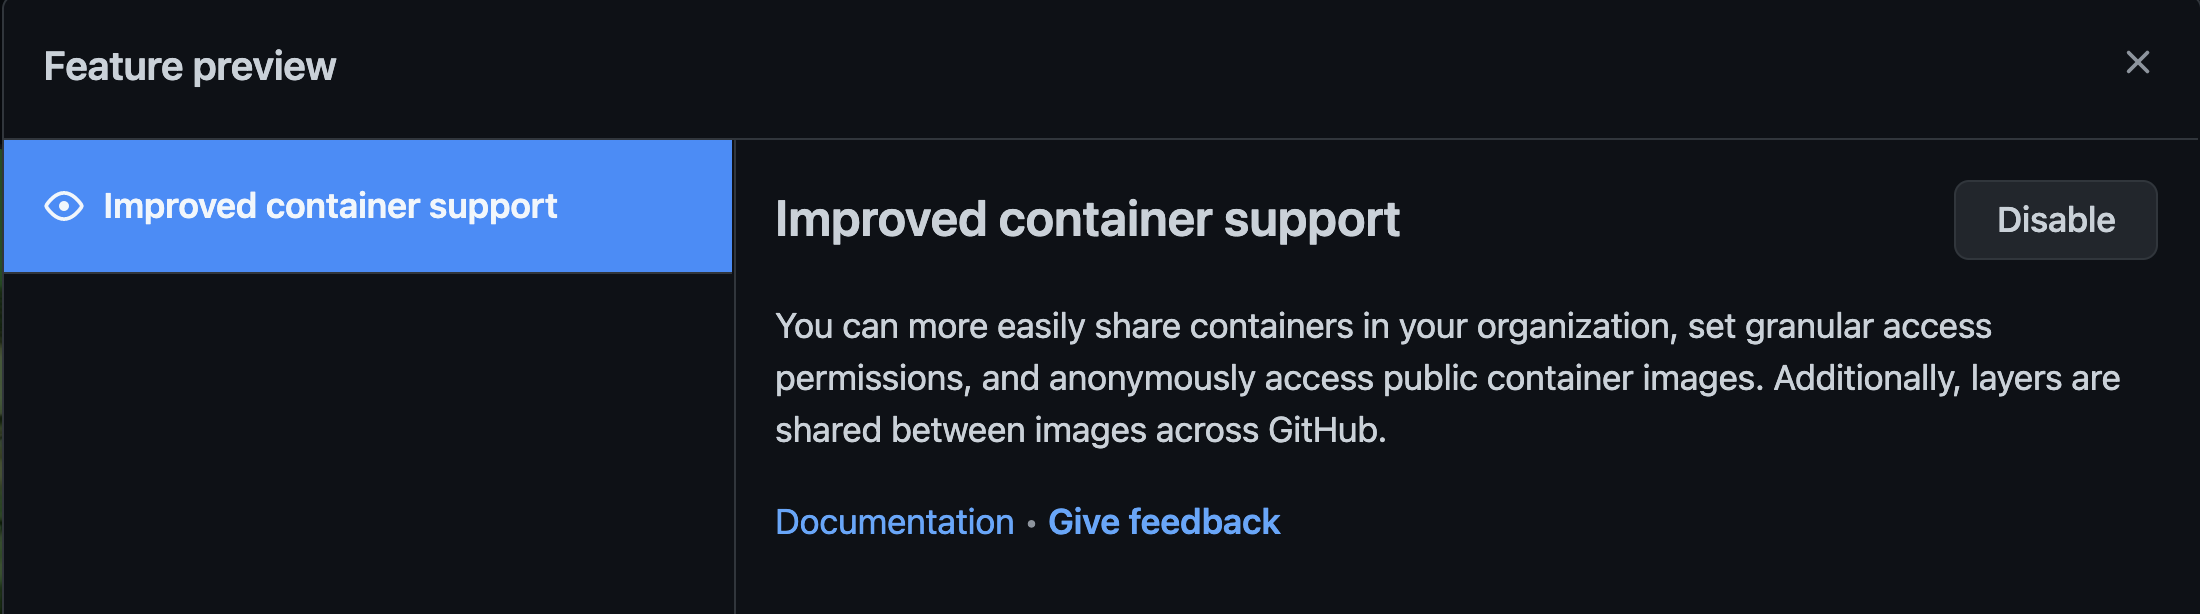 Feature preview
Improved container support
Improved container support
Disable
You can more easily share containers in your organization, set granular access
permissions, and anonymously access public container images. Additionally, layers are
shared between images across GitHub.
Documentation • Give feedback